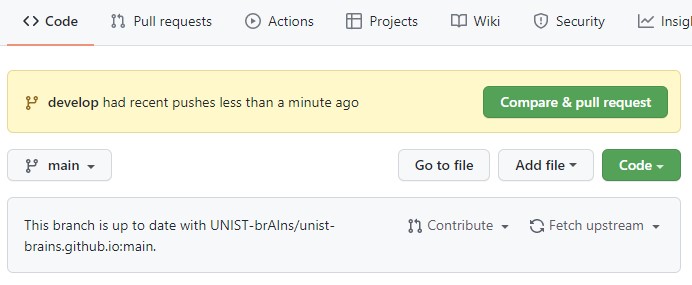 Code Pull requests Actions Projects Wiki Security
develop had recent pushes less than a minute ago Compare & pull request
main Go to file Add file Code
This branch is up to date with UNIST-brAIns/unist-
brains.github.io:main.
Contribute Fetch upstream